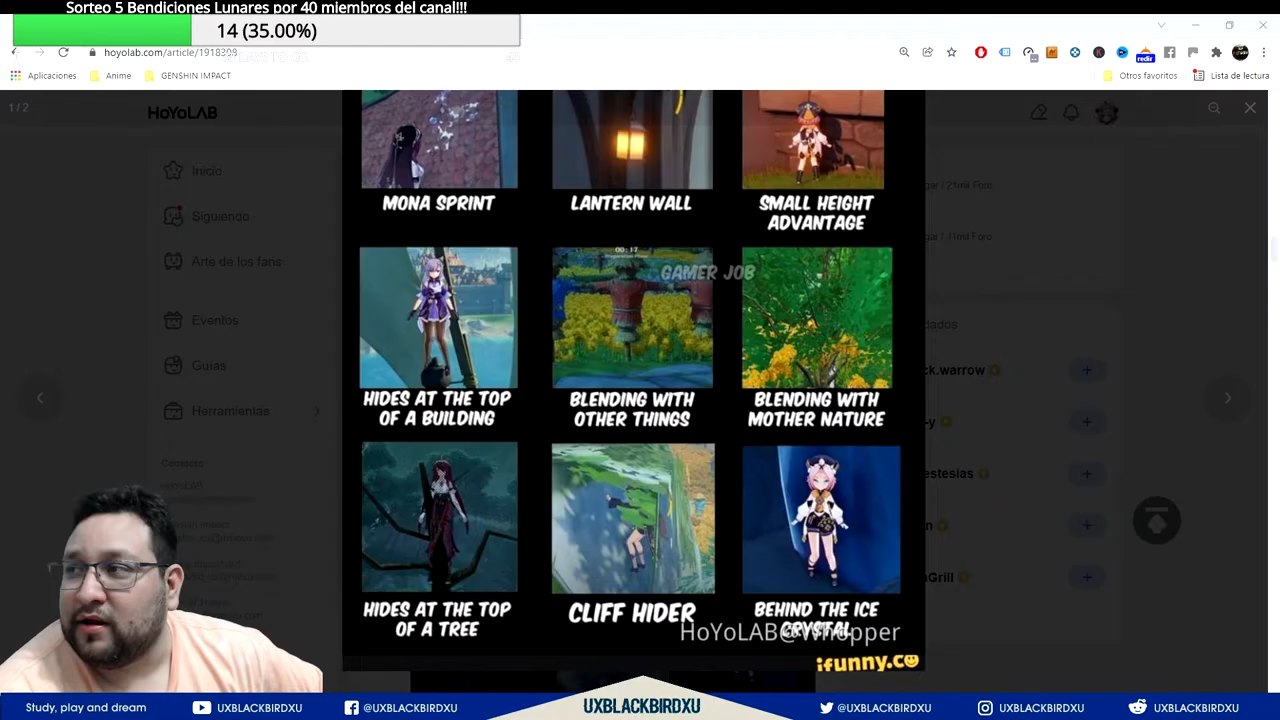 Sorteo 5 Bendiciones Lunares por 40 miembros del canal!!!
14 (35.00%)
hoyolab.com/article/1918308
Aplicaciones
Anime
GENSHIN IMPACT
Otros favoritos
Lista de lectura
1 / 2
HoYoLAB
Inicio
Siguiendo
Arte de los fans
Eventos
Guías
Herramientas
MONA SPRINT
LANTERN WALL
SMALL HEIGHT
ADVANTAGE
GAMER JOB
HIDES AT THE TOP
OF A BUILDING
BLENDING WITH
OTHER THINGS
BLENDING WITH
MOTHER NATURE
HIDES AT THE TOP
OF A TREE
CLIFF HIDER
BEHIND THE ICE
CRYSTAL
HoYoLAB@Whopper
ifunny.co
Study, play and dream
UXBLACKBIRDXU
@UXBLACKBIRDXU
UXBLACKBIRDXU
@UXBLACKBIRDXU
UXBLACKBIRDXU
UXBLACKBIRDXU